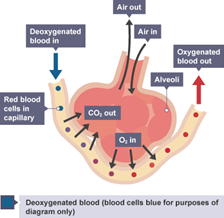 Air out
Deoxygenated
blood in
Air in
Oxygenated
blood out
Alveoli
Red blood
cells in
capillary
CO₂ out
O₂ in
Deoxygenated blood (blood cells blue for purposes of
diagram only)